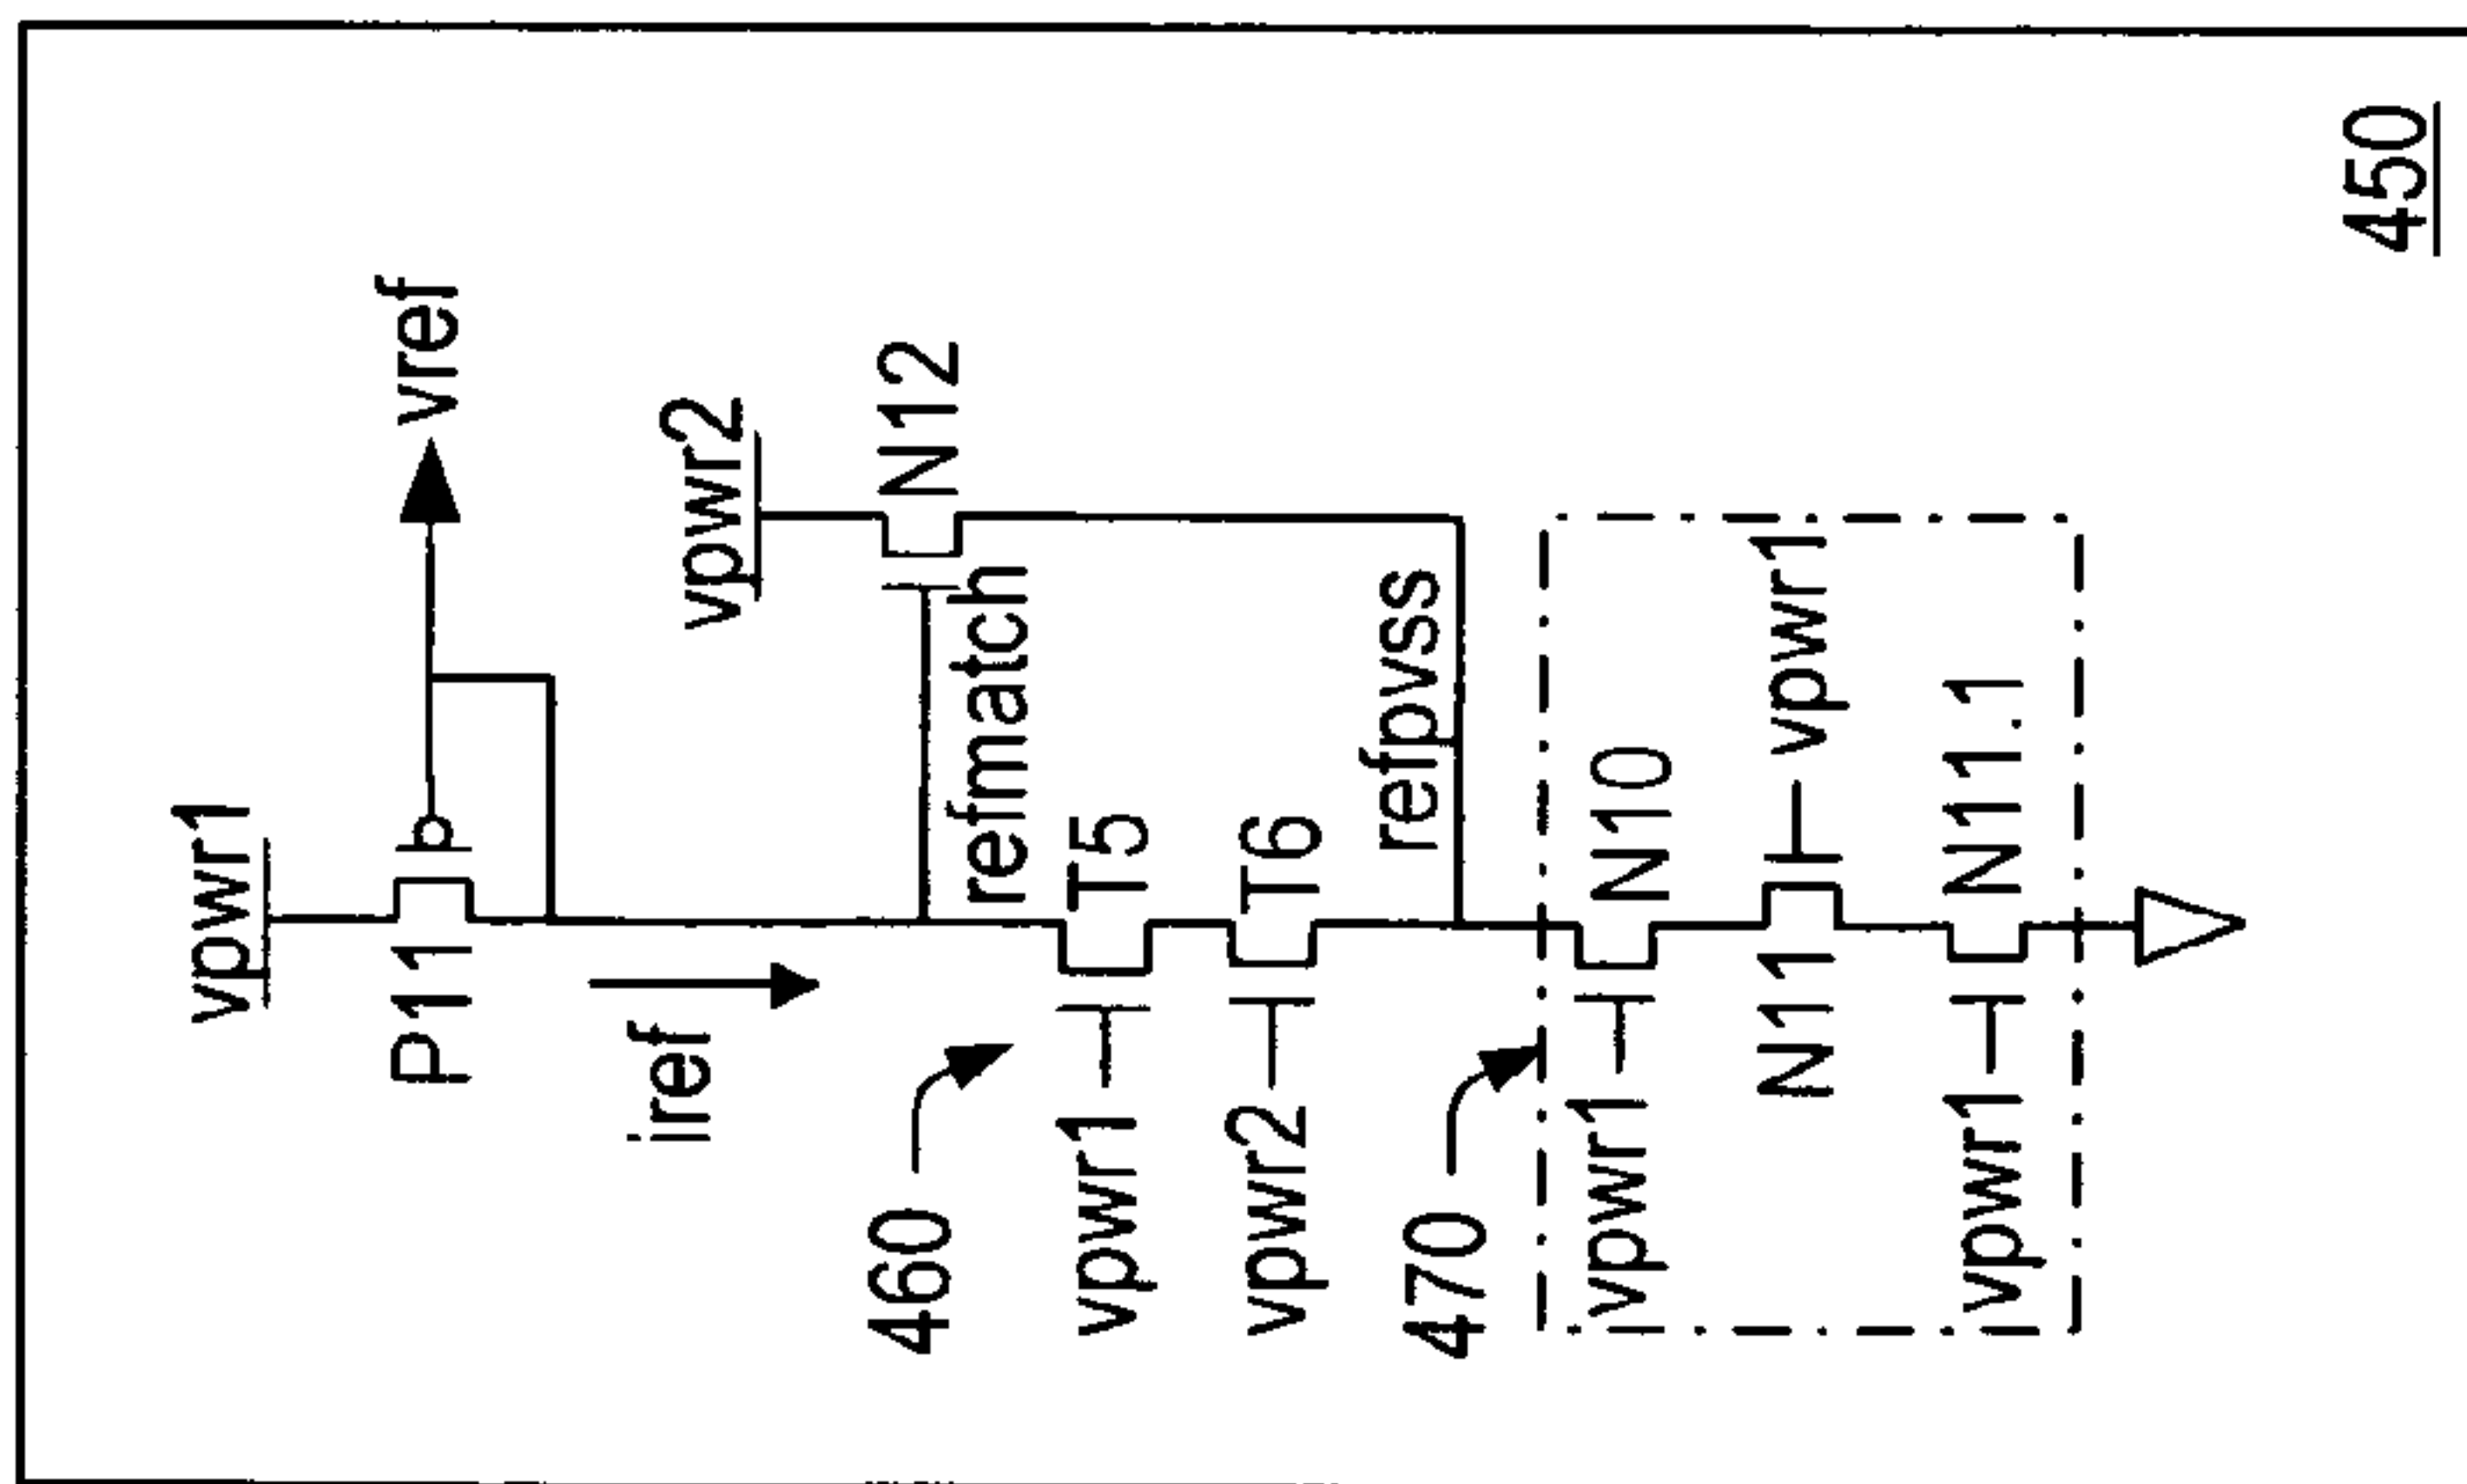 vpwr1
P11
vref
iref
vpwr2
N12
refmatch
460
vpwr1
T5
vpwr2
T6
refpvss
470
vpwr1
N10
N11
vpwr1
vpwr1
N11.1
450